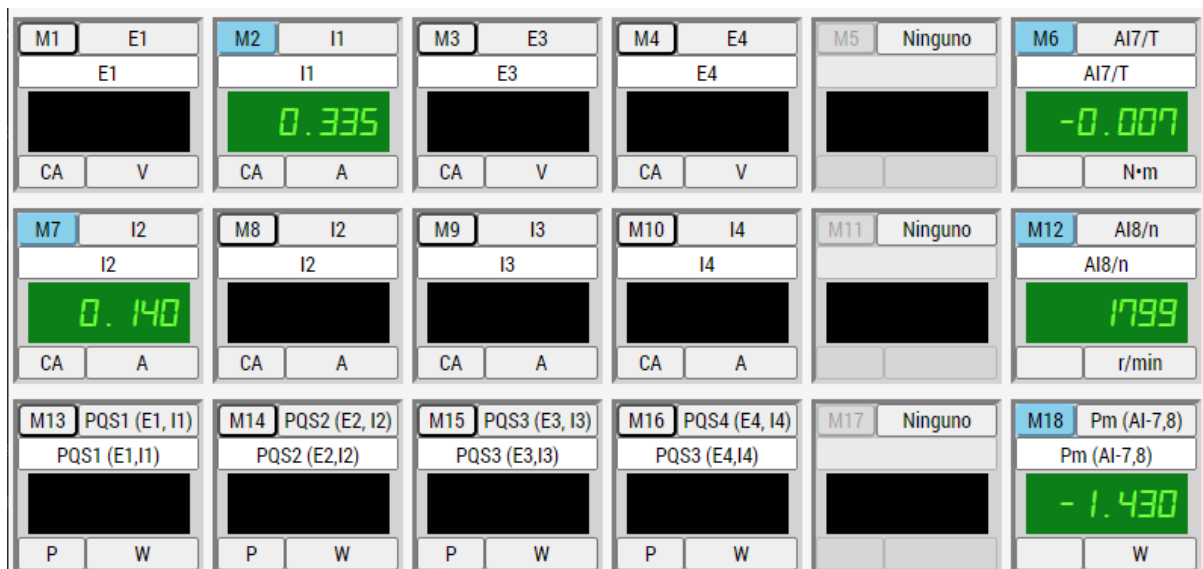 M1 E1 M2 I1 M3 E3 M4 E4 M5 Ninguno M6 AI7/T
E1 I1 E3 E4 AI7/T
0.335 -0.007
CA V CA A CA V CA V N•m
M7 I2 M8 I2 M9 I3 M10 I4 M11 Ninguno M12 AI8/n
I2 I2 I3 I4 AI8/n
0.140 1799
CA A CA A CA A CA A r/min
M13 PQS1 (E1, I1) M14 PQS2 (E2, I2) M15 PQS3 (E3, I3) M16 PQS4 (E4, I4) M17 Ninguno M18 Pm (AI-7,8)
PQS1 (E1,I1) PQS2 (E2,I2) PQS3 (E3,I3) PQS3 (E4,I4) Pm (AI-7,8)
-1.430
P W P W P W P W W